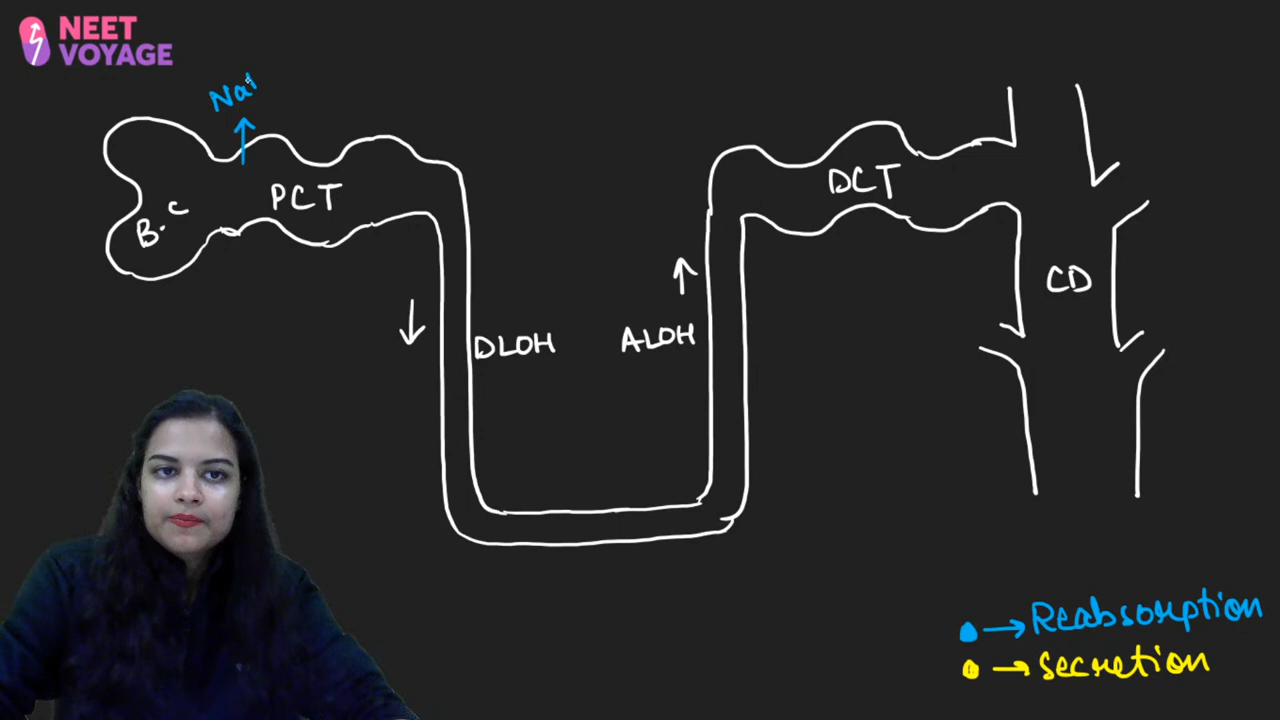 NEET
VOYAGE
Na
PCT
B.C
DLOH
ALOH
DCT
CD
→ Reabsorption
→ Secretion